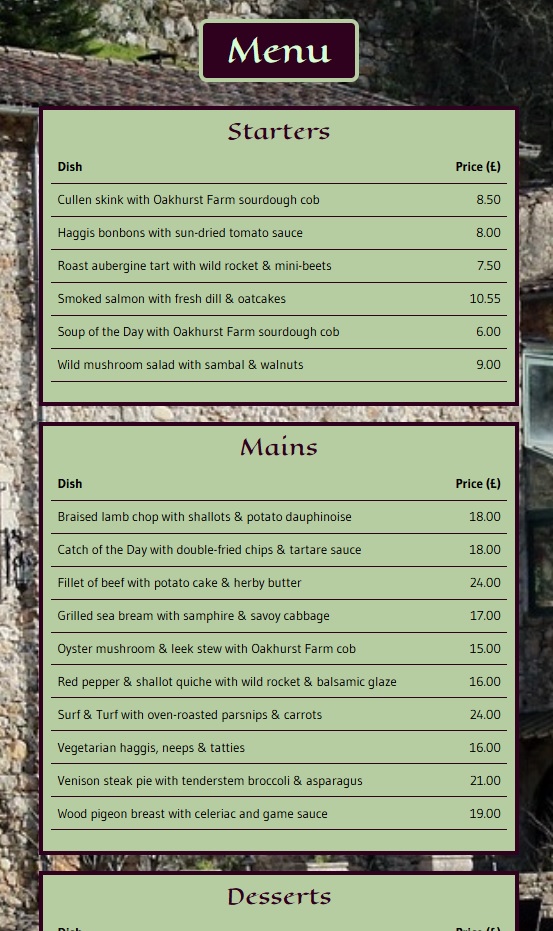 Menu
Starters
Dish Price (£)
Cullen skink with Oakhurst Farm sourdough cob 8.50
Haggis bonbons with sun-dried tomato sauce 8.00
Roast aubergine tart with wild rocket & mini-beets 7.50
Smoked salmon with fresh dill & oatcakes 10.55
Soup of the Day with Oakhurst Farm sourdough cob 6.00
Wild mushroom salad with sambal & walnuts 9.00
Mains
Dish Price (£)
Braised lamb chop with shallots & potato dauphinoise 18.00
Catch of the Day with double-fried chips & tartare sauce 18.00
Fillet of beef with potato cake & herby butter 24.00
Grilled sea bream with samphire & savoy cabbage 17.00
Oyster mushroom & leek stew with Oakhurst Farm cob 15.00
Red pepper & shallot quiche with wild rocket & balsamic glaze 16.00
Surf & Turf with oven-roasted parsnips & carrots 24.00
Vegetarian haggis, neeps & tatties 16.00
Venison steak pie with tenderstem broccoli & asparagus 21.00
Wood pigeon breast with celeriac and game sauce 19.00
Desserts
Dish Price (£)